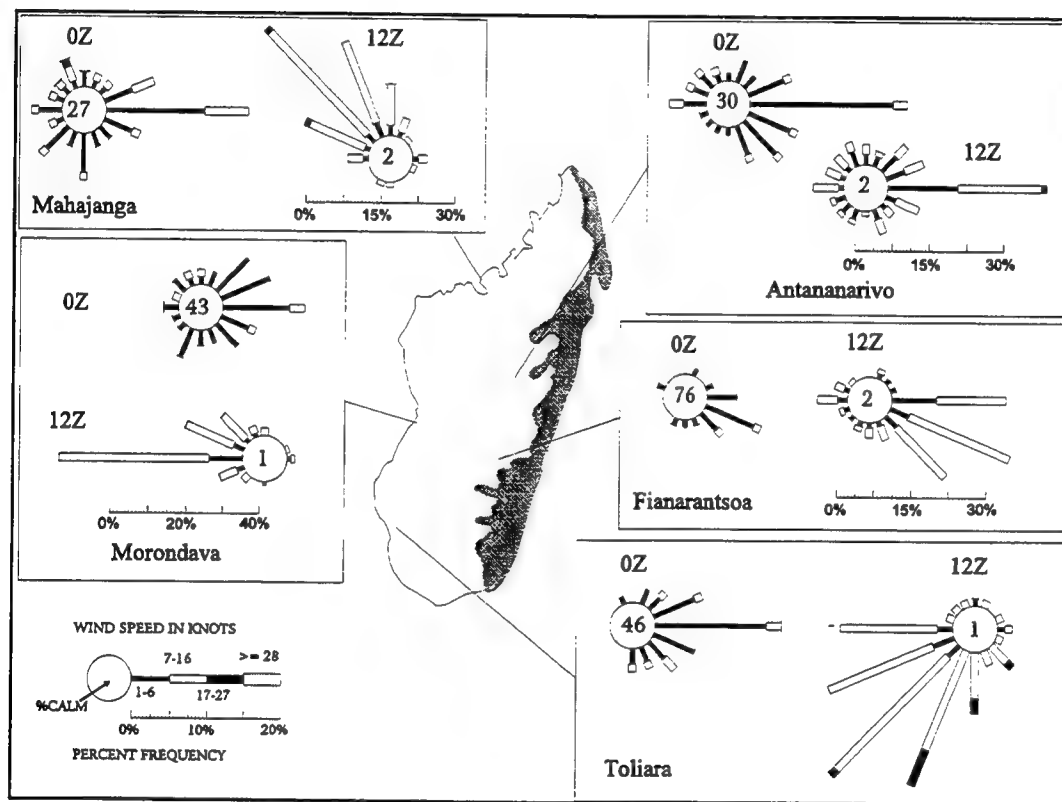 0Z
12Z
27
2
Mahajanga
0%
15%
30%
0Z
30
12Z
2
0%
15%
30%
Antananarivo
0Z
43
12Z
1
0%
20%
40%
Morondava
0Z
12Z
76
2
Fianarantsoa
0%
15%
30%
0Z
12Z
46
1
Toliara
WIND SPEED IN KNOTS
7-16
>= 28
1-6
17-27
%CALM
0%
10%
20%
PERCENT FREQUENCY